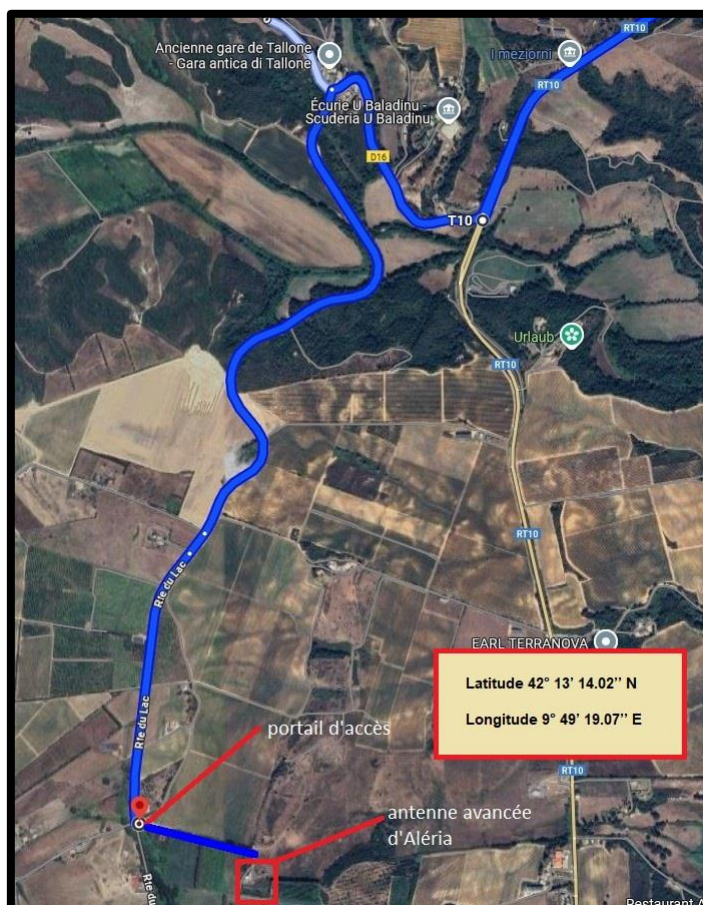 Ancienne gare de Tallone
- Gara antica di Tallone
I meziorni
RT10
Écurie U Baladinu -
Scuderia U Baladinu
D16
T10
Urlaub
RT10
RT10
Rte du Lac
EARL TERRANOVA
Latitude 42° 13’ 14.02’’ N
Longitude 9° 49’ 19.07’’ E
Rte du Lac
portail d'accès
RT10
antenne avancée
d'Aléria
Rte du
Restaurant A